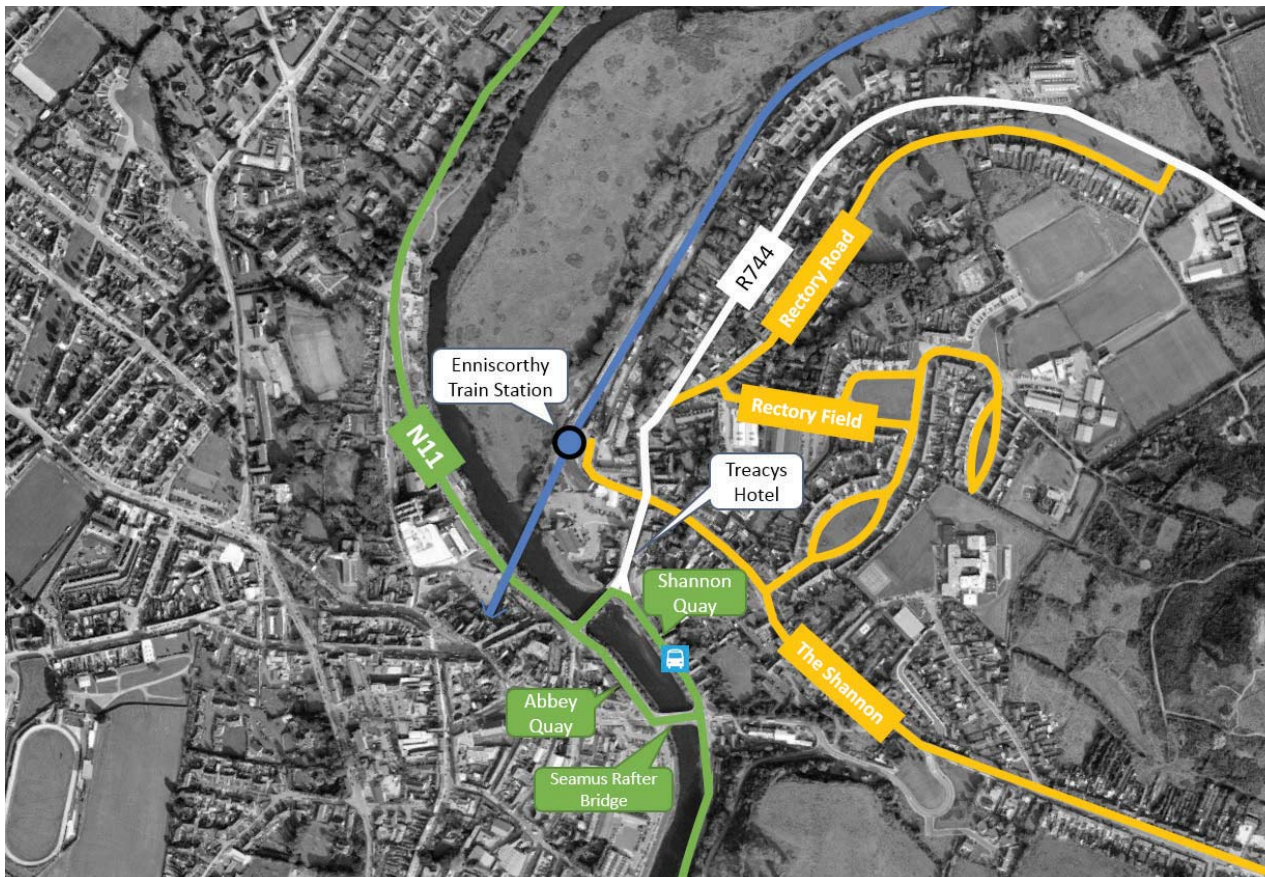 R744
Rectory Road
Enniscorthy
Train Station
Rectory Field
N11
Treacys
Hotel
Shannon
Quay
The Shannon
Abbey
Quay
Seamus Rafter
Bridge